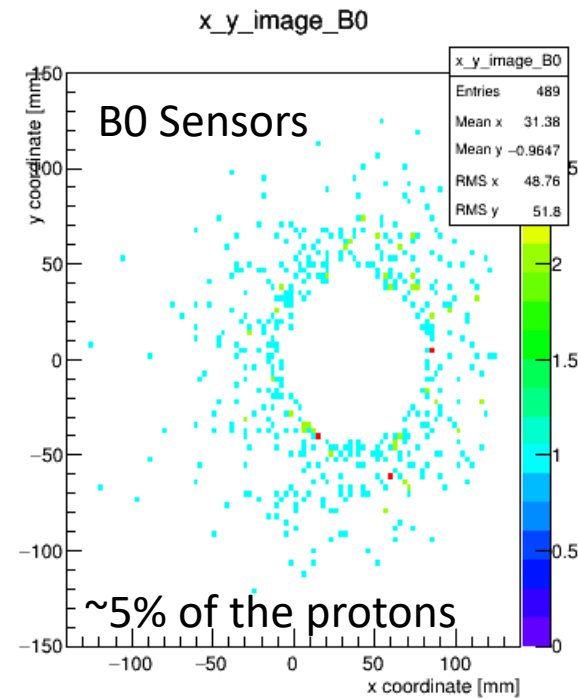 x_y_image_B0
x_y_image_B0
Entries 489
Mean x 31.38
Mean y −0.9647
RMS x 48.76
RMS y 51.8
B0 Sensors
~5% of the protons
y coordinate [mm]
150
100
50
0
−50
−100
−150
−100 −50 0 50 100
x coordinate [mm]
5
2
1.5
1
0.5
0